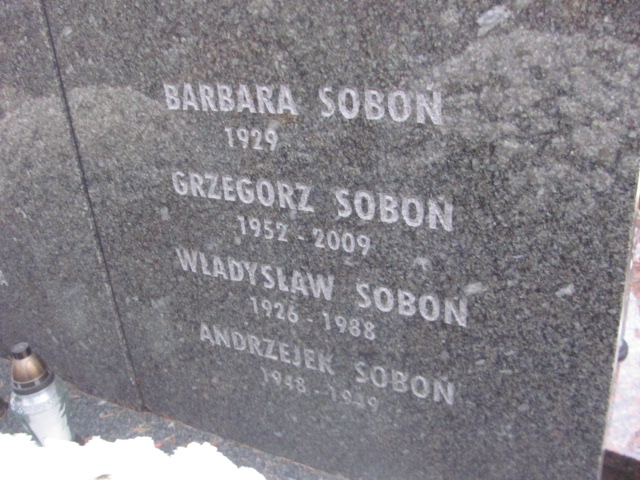 BARBARA SOBOŃ
1929
GRZEGORZ SOBOŃ
1952 - 2009
WŁADYSŁAW SOBOŃ
1926 - 1988
ANDRZEJEK SOBOŃ
1948 - 1949